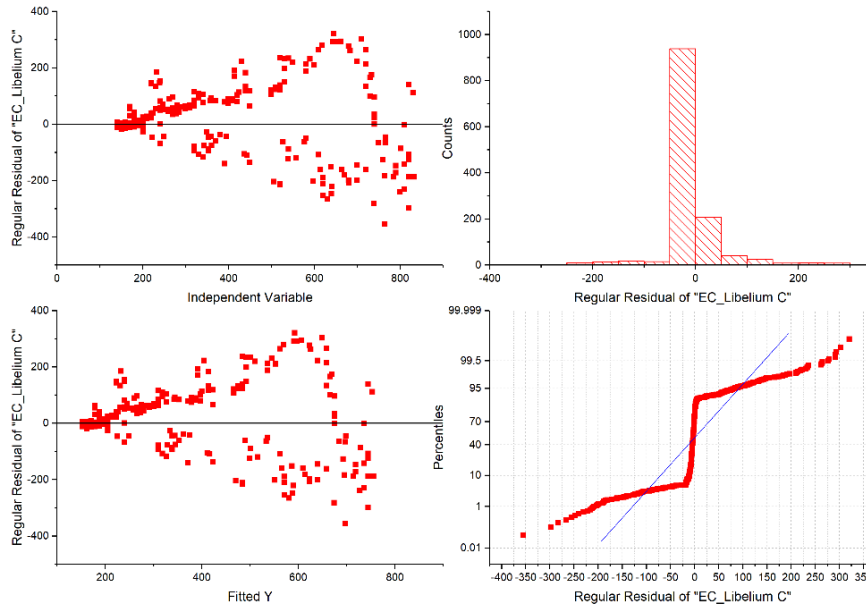 Regular Residual of "EC_Libelium C"
400
200
0
-200
-400
0 200 400 600 800
Independent Variable
Counts
1000
800
600
400
200
0
-400 -200 0 200
Regular Residual of "EC_Libelium C"
Regular Residual of "EC_Libelium C"
400
200
0
-200
-400
200 400 600 800
Fitted Y
Percentiles
99.999
99.5
95
70
40
10
1
0.01
-400 -350 -300 -250 -200 -150 -100 -50 0 50 100 150 200 250 300 35
Regular Residual of "EC_Libelium C"